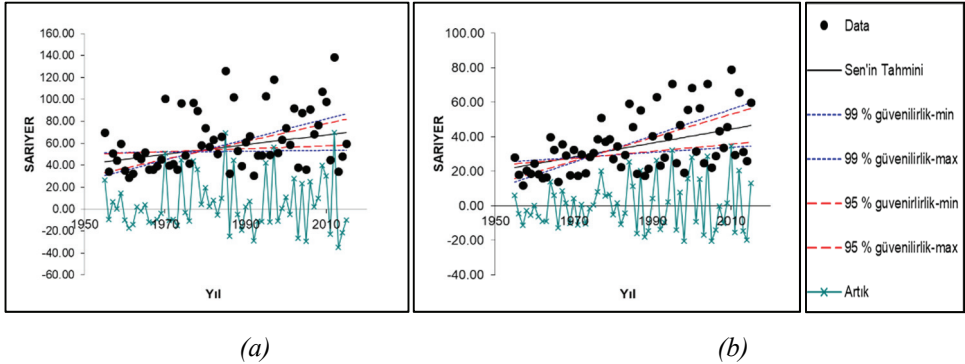 160.00
140.00
120.00
100.00
80.00
60.00
40.00
20.00
0.00
-20.00
-40.00
-60.00
SARIYER
1950
1970
1990
2010
Yıl
100.00
80.00
60.00
40.00
20.00
0.00
-20.00
-40.00
SARIYER
1950
1970
1990
2010
Yıl
Data
Sen'in Tahmini
99 % güvenilirlik-min
99 % güvenilirlik-max
95 % guvenirlirlik-min
95 % güvenilirlik-max
Artık
(a)
(b)